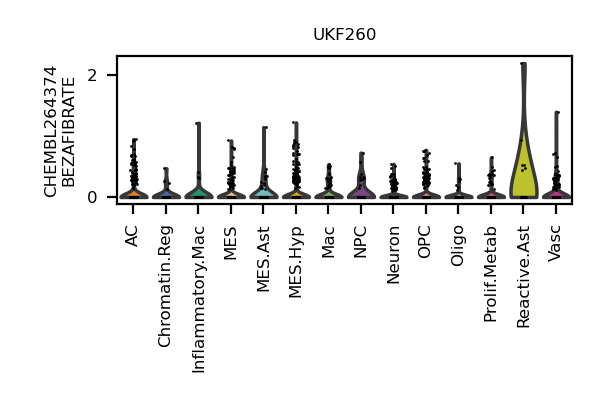 UKF260
CHEMBL264374
BEZAFIBRATE
2
0
AC
Chromatin.Reg
Inflammatory.Mac
MES
MES.Ast
MES.Hyp
Mac
NPC
Neuron
OPC
Oligo
Prolif.Metab
Reactive.Ast
Vasc